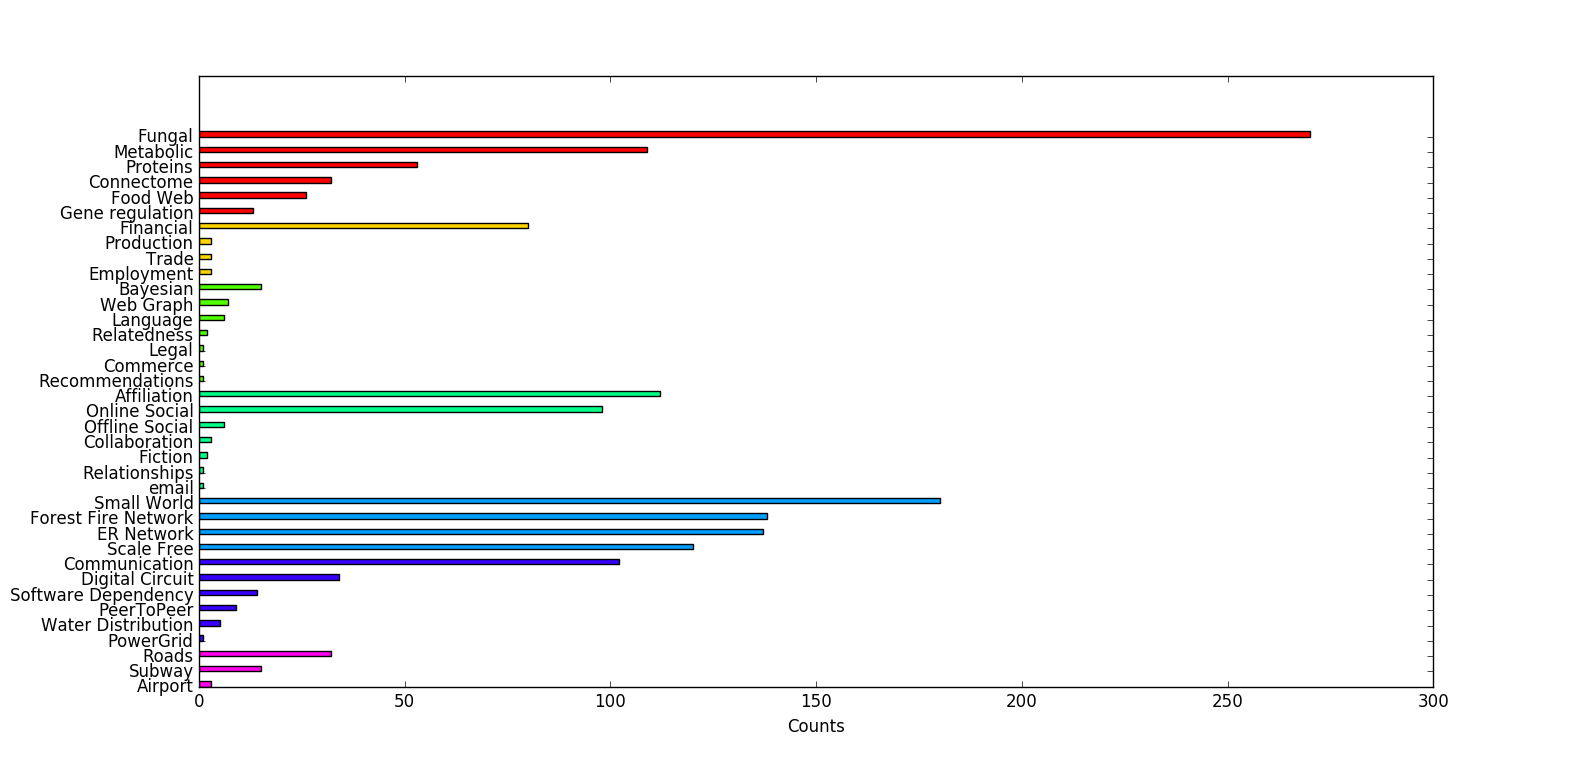 Fungal
Metabolic
Proteins
Connectome
Food Web
Gene regulation
Financial
Production
Trade
Employment
Bayesian
Web Graph
Language
Relatedness
Legal
Commerce
Recommendations
Affiliation
Online Social
Offline Social
Collaboration
Fiction
Relationships
email
Small World
Forest Fire Network
ER Network
Scale Free
Communication
Digital Circuit
Software Dependency
PeerToPeer
Water Distribution
PowerGrid
Roads
Subway
Airport
0 50 100 150 200 250 300
Counts